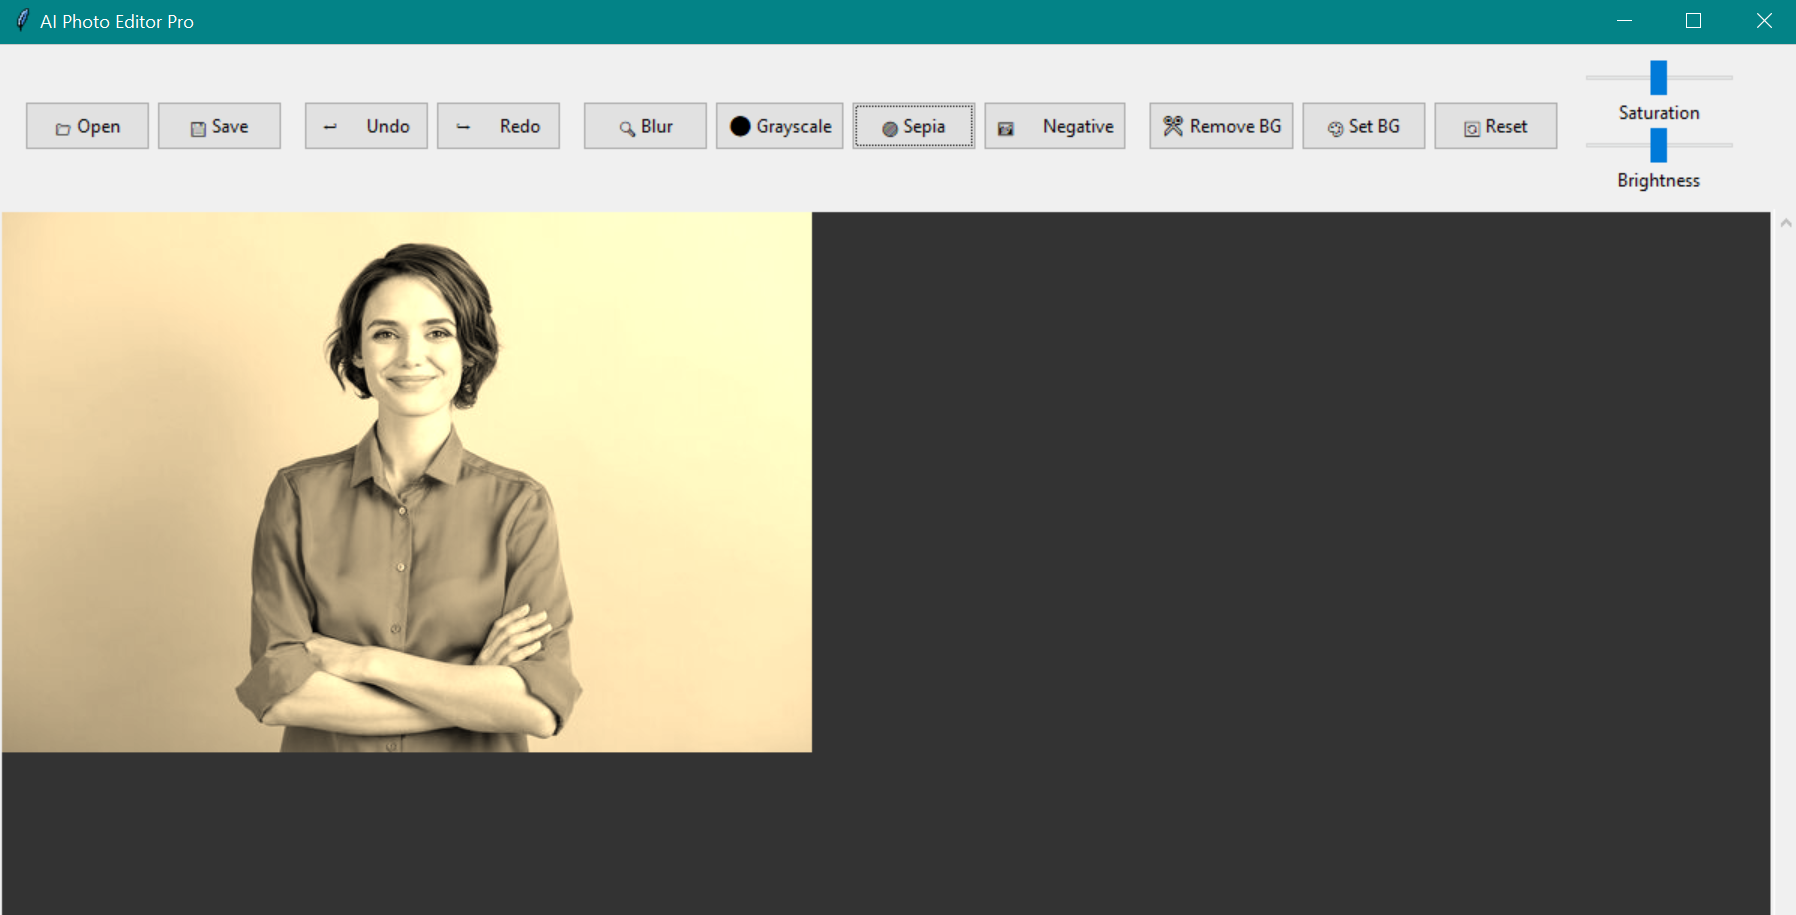 AI Photo Editor Pro
Open Save Undo Redo Blur Grayscale Sepia Negative Remove BG Set BG Reset
Saturation
Brightness